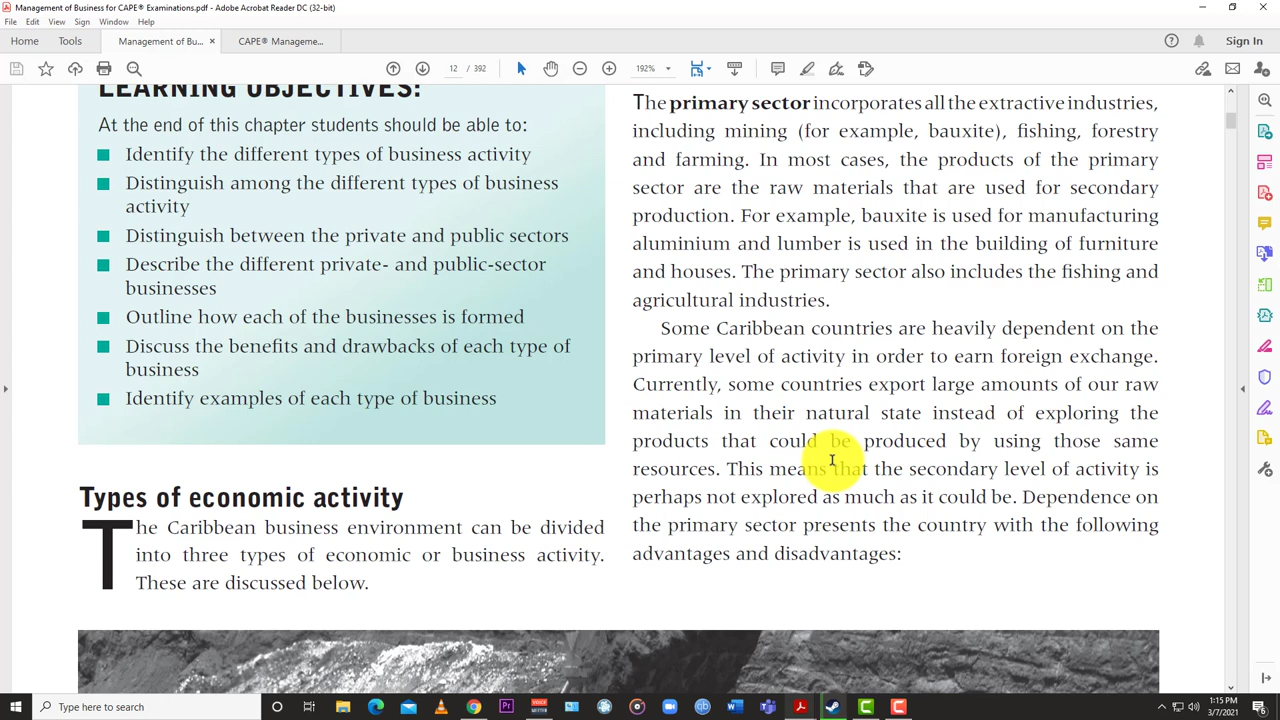 Management of Business for CAPE® Examinations.pdf - Adobe Acrobat Reader DC (32-bit)
File Edit View Sign Window Help
Home Tools Management of Bu... × CAPE® Manageme... Sign In
12 / 392 192%
LEARNING OBJECTIVES:
At the end of this chapter students should be able to:
Identify the different types of business activity
Distinguish among the different types of business
activity
Distinguish between the private and public sectors
Describe the different private- and public-sector
businesses
Outline how each of the businesses is formed
Discuss the benefits and drawbacks of each type of
business
Identify examples of each type of business
Types of economic activity
The Caribbean business environment can be divided
into three types of economic or business activity.
These are discussed below.
The primary sector incorporates all the extractive industries,
including mining (for example, bauxite), fishing, forestry
and farming. In most cases, the products of the primary
sector are the raw materials that are used for secondary
production. For example, bauxite is used for manufacturing
aluminium and lumber is used in the building of furniture
and houses. The primary sector also includes the fishing and
agricultural industries.
Some Caribbean countries are heavily dependent on the
primary level of activity in order to earn foreign exchange.
Currently, some countries export large amounts of our raw
materials in their natural state instead of exploring the
products that could be produced by using those same
resources. This means that the secondary level of activity is
perhaps not explored as much as it could be. Dependence on
the primary sector presents the country with the following
advantages and disadvantages:
Type here to search
1:15 PM
3/7/2021